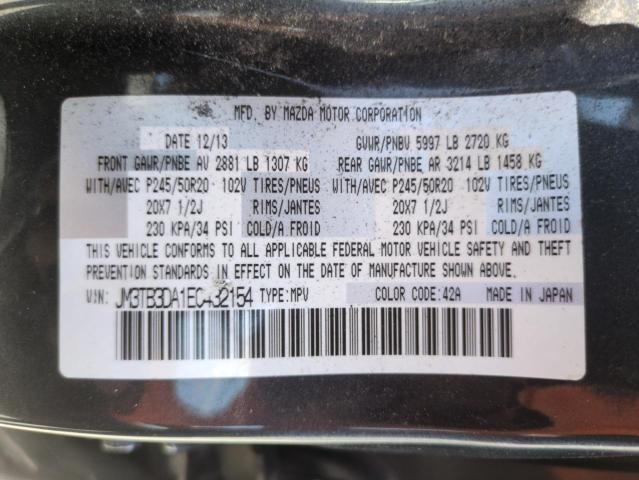 MFD. BY MAZDA MOTOR CORPORATION
DATE 12/13 GVWR/PNBV 5997 LB 2720 KG
FRONT GAWR/PNBE AV 2881 LB 1307 KG REAR GAWR/PNBE AR 3214 LB 1458 KG
WITH/AVEC P245/50R20 102V TIRES/PNEUS WITH/AVEC P245/50R20 102V TIRES/PNEUS
20X7 1/2J RIMS/JANTES 20X7 1/2J RIMS/JANTES
230 KPA/34 PSI COLD/A FROID 230 KPA/34 PSI COLD/A FROID
THIS VEHICLE CONFORMS TO ALL APPLICABLE FEDERAL MOTOR VEHICLE SAFETY AND THEFT
PREVENTION STANDARDS IN EFFECT ON THE DATE OF MANUFACTURE SHOWN ABOVE.
VIN: JM3TB3DA1EC432154 TYPE:MPV COLOR CODE:42A MADE IN JAPAN